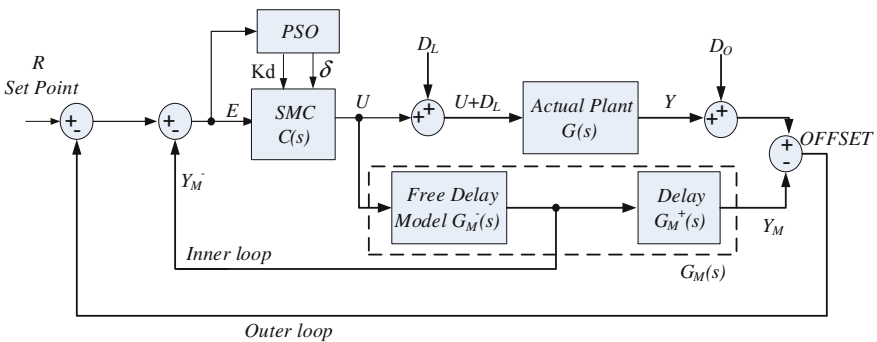 PSO
D_L
D_O
R
Set Point
Kd
δ
+
-
+
-
E
SMC
C(s)
U
++
U+D_L
Actual Plant
G(s)
Y
++
+
-
OFFSET
Y_M^-
Free Delay
Model G_M^-(s)
Delay
G_M^+(s)
Y_M
Inner loop
G_M(s)
Outer loop